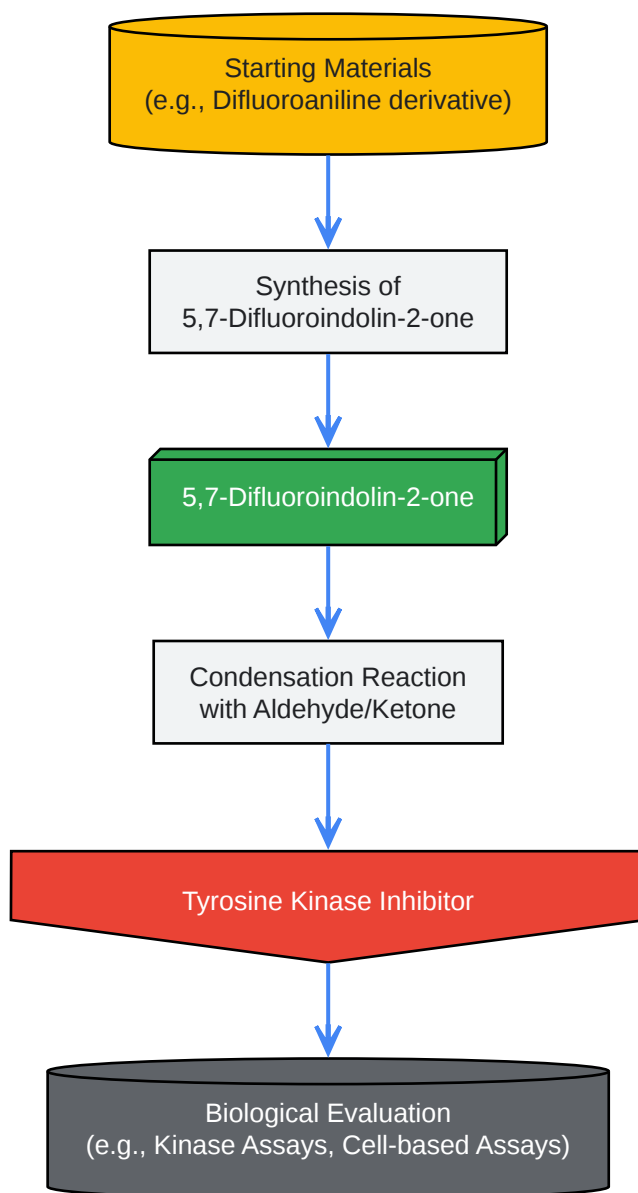 Starting Materials
(e.g., Difluoroaniline derivative)
Synthesis of
5,7-Difluoroindolin-2-one
5,7-Difluoroindolin-2-one
Condensation Reaction
with Aldehyde/Ketone
Tyrosine Kinase Inhibitor
Biological Evaluation
(e.g., Kinase Assays, Cell-based Assays)